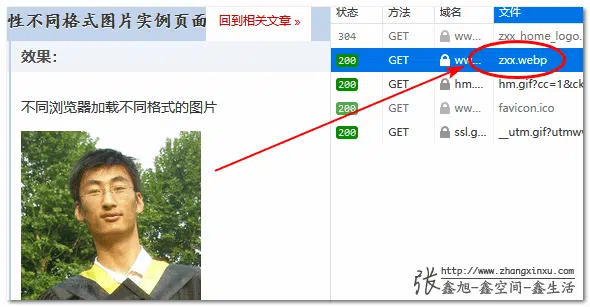 性不同格式图片实例页面
回到相关文章 »
效果：
不同浏览器加载不同格式的图片
状态 方法 域名 文件
304 GET ww... zxx_home_logo.
200 GET ww... zxx.webp
200 GET hm.... hm.gif?cc=1&ck
200 GET ww... favicon.ico
200 GET ssl.g... __utm.gif?utmwv
张 http://www.zhangxinxu.com
鑫旭-鑫空间-鑫生活